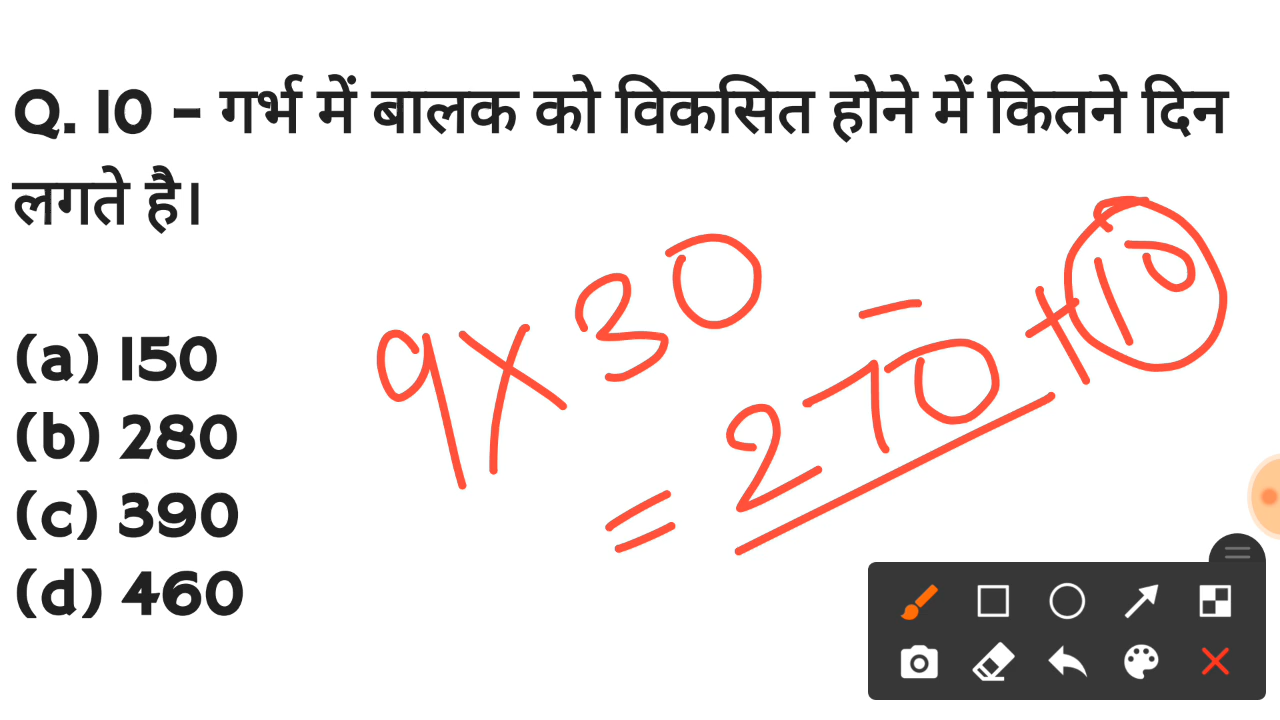 Q. 10 - गर्भ में बालक को विकसित होने में कितने दिन
लगते है।
9 x 30
= 270 + 10
(a) 150
(b) 280
(c) 390
(d) 460